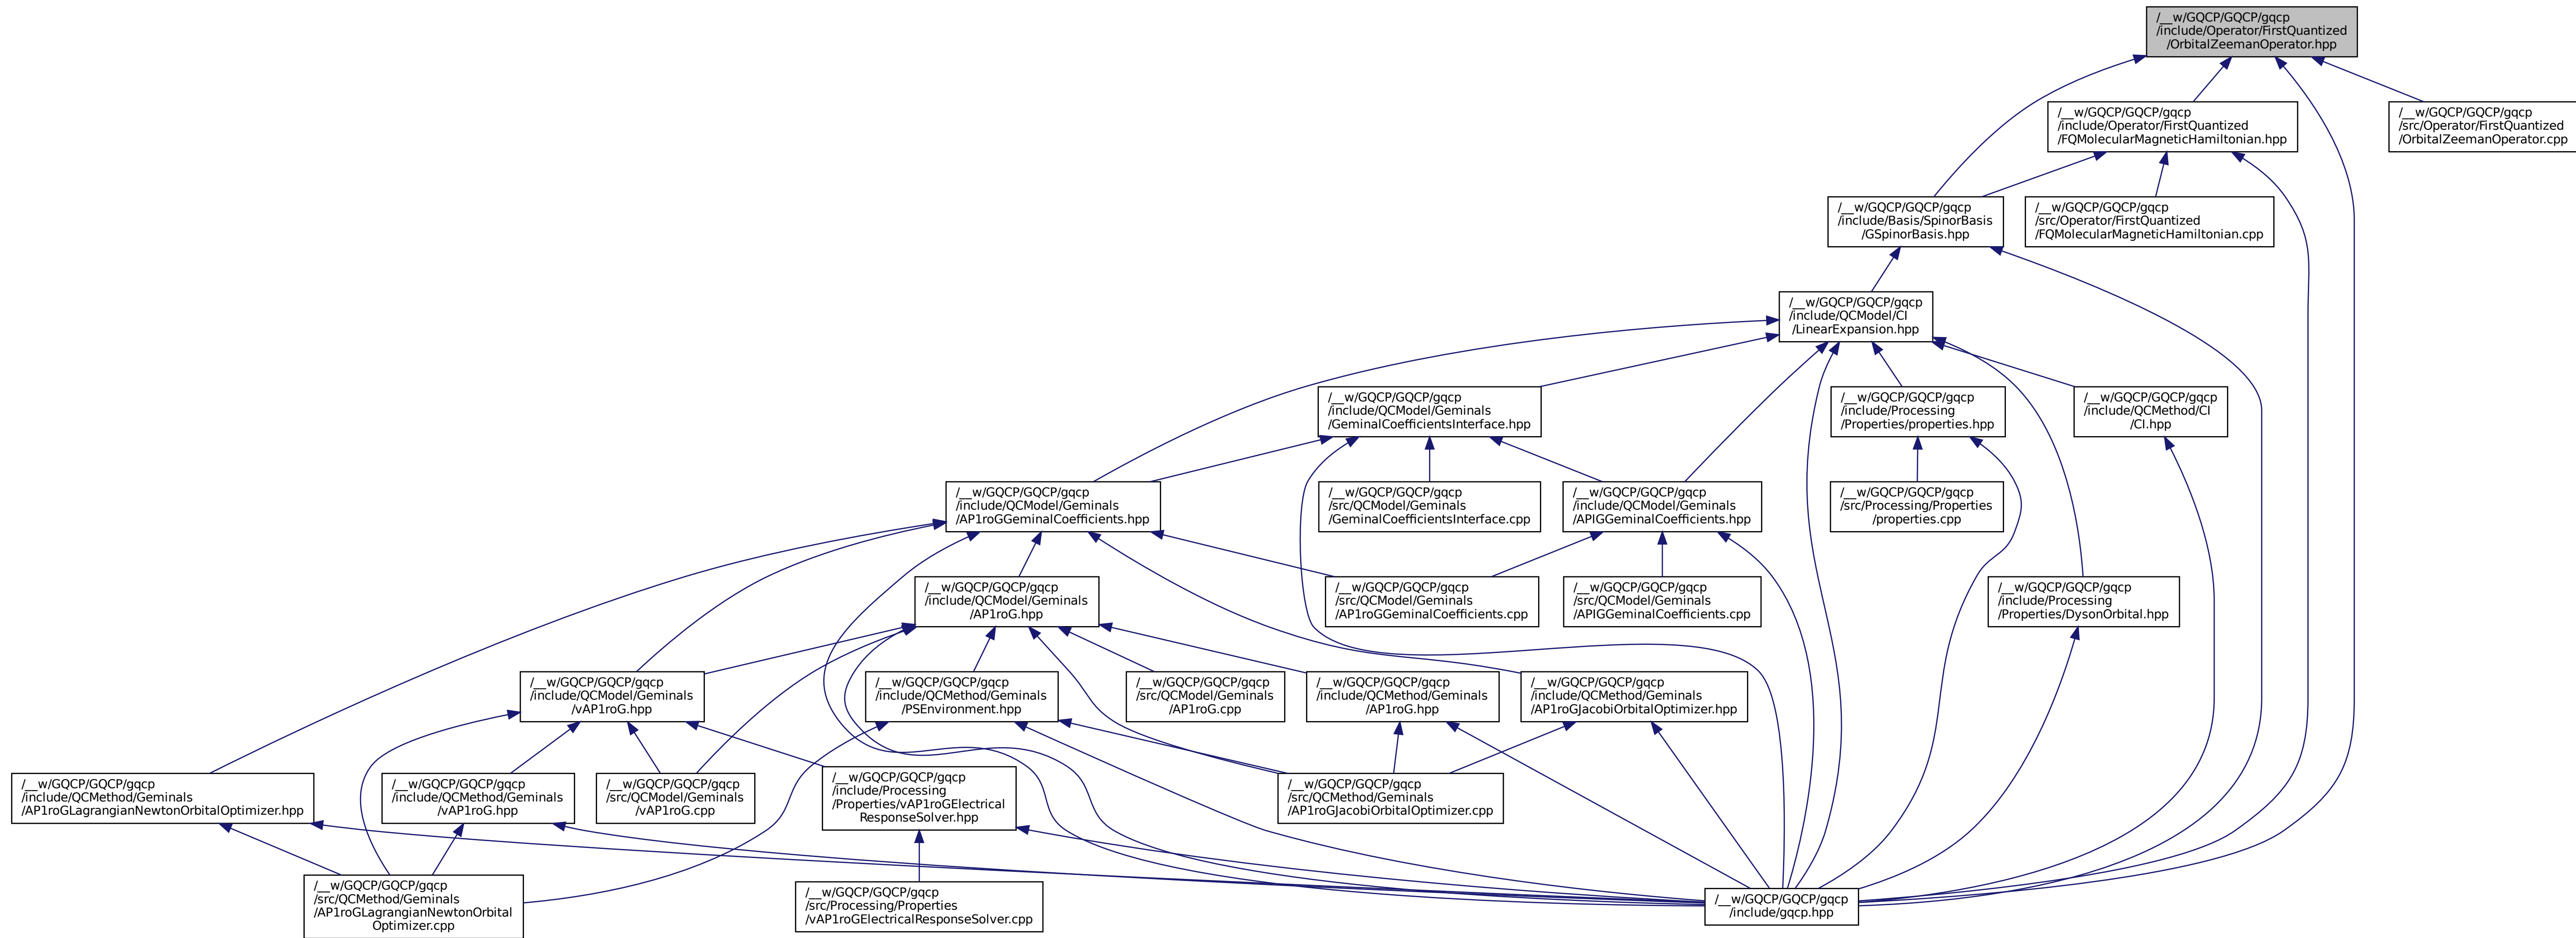 /__w/GQCP/GQCP/gqcp
/include/Operator/FirstQuantized
/OrbitalZeemanOperator.hpp
/__w/GQCP/GQCP/gqcp
/include/Operator/FirstQuantized
/FQMolecularMagneticHamiltonian.hpp
/__w/GQCP/GQCP/gqcp
/src/Operator/FirstQuantized
/OrbitalZeemanOperator.cpp
/__w/GQCP/GQCP/gqcp
/include/Basis/SpinorBasis
/GSpinorBasis.hpp
/__w/GQCP/GQCP/gqcp
/src/Operator/FirstQuantized
/FQMolecularMagneticHamiltonian.cpp
/__w/GQCP/GQCP/gqcp
/include/QCModel/CI
/LinearExpansion.hpp
/__w/GQCP/GQCP/gqcp
/include/QCModel/Geminals
/GeminalCoefficientsInterface.hpp
/__w/GQCP/GQCP/gqcp
/include/Processing
/Properties/properties.hpp
/__w/GQCP/GQCP/gqcp
/include/QCMethod/CI
/CI.hpp
/__w/GQCP/GQCP/gqcp
/include/QCModel/Geminals
/AP1roGGeminalCoefficients.hpp
/__w/GQCP/GQCP/gqcp
/src/QCModel/Geminals
/GeminalCoefficientsInterface.cpp
/__w/GQCP/GQCP/gqcp
/include/QCModel/Geminals
/APIGGeminalCoefficients.hpp
/__w/GQCP/GQCP/gqcp
/src/Processing/Properties
/properties.cpp
/__w/GQCP/GQCP/gqcp
/include/QCModel/Geminals
/AP1roG.hpp
/__w/GQCP/GQCP/gqcp
/src/QCModel/Geminals
/AP1roGGeminalCoefficients.cpp
/__w/GQCP/GQCP/gqcp
/src/QCModel/Geminals
/APIGGeminalCoefficients.cpp
/__w/GQCP/GQCP/gqcp
/include/Processing
/Properties/DysonOrbital.hpp
/__w/GQCP/GQCP/gqcp
/include/QCModel/Geminals
/vAP1roG.hpp
/__w/GQCP/GQCP/gqcp
/include/QCMethod/Geminals
/PSEnvironment.hpp
/__w/GQCP/GQCP/gqcp
/src/QCModel/Geminals
/AP1roG.cpp
/__w/GQCP/GQCP/gqcp
/include/QCMethod/Geminals
/AP1roG.hpp
/__w/GQCP/GQCP/gqcp
/include/QCMethod/Geminals
/AP1roGJacobiOrbitalOptimizer.hpp
/__w/GQCP/GQCP/gqcp
/include/QCMethod/Geminals
/AP1roGLagrangianNewtonOrbitalOptimizer.hpp
/__w/GQCP/GQCP/gqcp
/include/QCMethod/Geminals
/vAP1roG.hpp
/__w/GQCP/GQCP/gqcp
/src/QCModel/Geminals
/vAP1roG.cpp
/__w/GQCP/GQCP/gqcp
/include/Processing
/Properties/vAP1roGElectrical
ResponseSolver.hpp
/__w/GQCP/GQCP/gqcp
/src/QCMethod/Geminals
/AP1roGJacobiOrbitalOptimizer.cpp
/__w/GQCP/GQCP/gqcp
/src/QCMethod/Geminals
/AP1roGLagrangianNewtonOrbital
Optimizer.cpp
/__w/GQCP/GQCP/gqcp
/src/Processing/Properties
/vAP1roGElectricalResponseSolver.cpp
/__w/GQCP/GQCP/gqcp
/include/gqcp.hpp